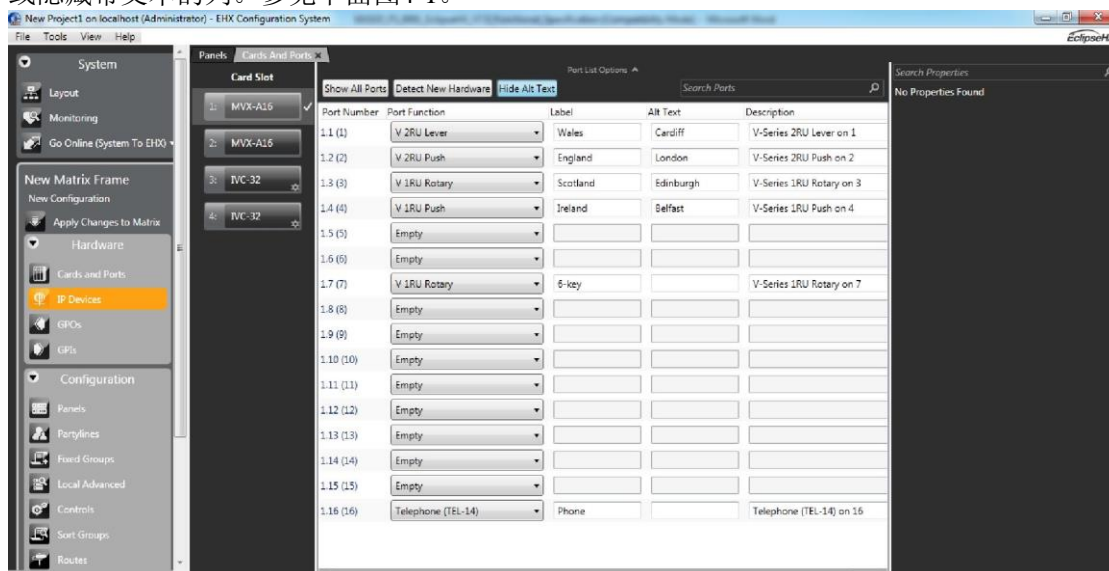 New Project1 on localhost (Administrator) - EHX Configuration System
File Tools View Help
EclipseH
System
Layout
Monitoring
Go Online (System To EHX)
New Matrix Frame
New Configuration
Apply Changes to Matrix
Hardware
Cards and Ports
IP Devices
GPOs
GPIs
Configuration
Panels
Partylines
Fixed Groups
Local Advanced
Controls
Sort Groups
Routes
Panels Cards And Ports x
Card Slot
1: MVX-A16
2: MVX-A16
3: IVC-32
4: IVC-32
Port List Options
Show All Ports Detect New Hardware Hide Alt Text Search Ports
Port Number Port Function Label Alt Text Description
1.1 (1) V 2RU Lever Wales Cardiff V-Series 2RU Lever on 1
1.2 (2) V 2RU Push England London V-Series 2RU Push on 2
1.3 (3) V 1RU Rotary Scotland Edinburgh V-Series 1RU Rotary on 3
1.4 (4) V 1RU Push Ireland Belfast V-Series 1RU Push on 4
1.5 (5) Empty
1.6 (6) Empty
1.7 (7) V 1RU Rotary 6-key V-Series 1RU Rotary on 7
1.8 (8) Empty
1.9 (9) Empty
1.10 (10) Empty
1.11 (11) Empty
1.12 (12) Empty
1.13 (13) Empty
1.14 (14) Empty
1.15 (15) Empty
1.16 (16) Telephone (TEL-14) Phone Telephone (TEL-14) on 16
Search Properties
No Properties Found